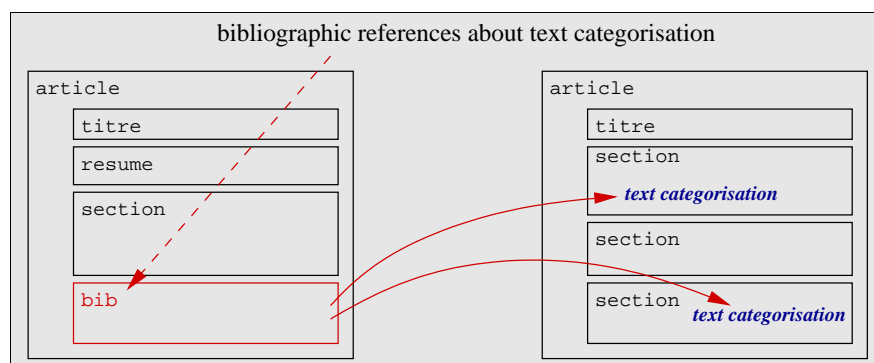 bibliographic references about text categorisation
article
titre
resume
section
bib
article
titre
section
text categorisation
section
section
text categorisation